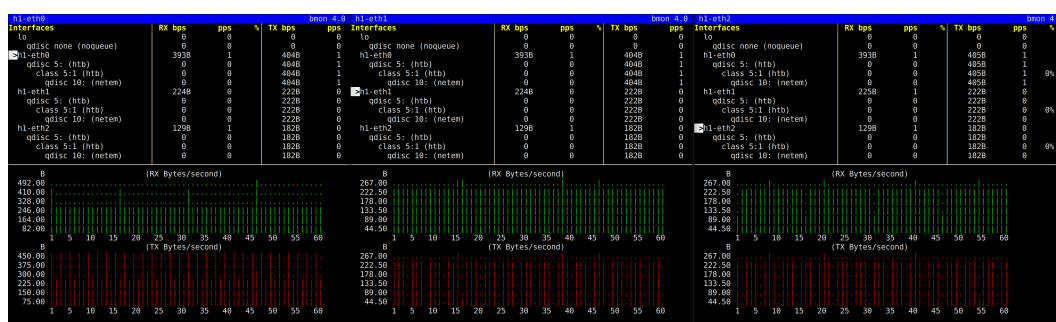 h1-eth0 bmon 4.0
Interfaces RX bps pps % TX bps pps
lo 0 0 0 0
qdisc none (noqueue) 0 0 0 0
>h1-eth0 393B 1 404B 1
qdisc 5: (htb) 0 0 404B 1
class 5:1 (htb) 0 0 404B 1
qdisc 10: (netem) 0 0 404B 1
h1-eth1 224B 0 222B 0
qdisc 5: (htb) 0 0 222B 0
class 5:1 (htb) 0 0 222B 0
qdisc 10: (netem) 0 0 222B 0
h1-eth2 129B 1 182B 0
qdisc 5: (htb) 0 0 182B 0
class 5:1 (htb) 0 0 182B 0
qdisc 10: (netem) 0 0 182B 0
B (RX Bytes/second)
492.00
410.00
328.00
246.00
164.00
82.00
1 5 10 15 20 25 30 35 40 45 50 55 60
B (TX Bytes/second)
450.00
375.00
300.00
225.00
150.00
75.00
1 5 10 15 20 25 30 35 40 45 50 55 60
h1-eth1 bmon 4.0
Interfaces RX bps pps % TX bps pps
lo 0 0 0 0
qdisc none (noqueue) 0 0 0 0
h1-eth0 393B 1 404B 1
qdisc 5: (htb) 0 0 404B 1
class 5:1 (htb) 0 0 404B 1
qdisc 10: (netem) 0 0 404B 1
>h1-eth1 224B 0 222B 0
qdisc 5: (htb) 0 0 222B 0
class 5:1 (htb) 0 0 222B 0
qdisc 10: (netem) 0 0 222B 0
h1-eth2 129B 1 182B 0
qdisc 5: (htb) 0 0 182B 0
class 5:1 (htb) 0 0 182B 0
qdisc 10: (netem) 0 0 182B 0
B (RX Bytes/second)
267.00
222.50
178.00
133.50
89.00
44.50
1 5 10 15 20 25 30 35 40 45 50 55 60
B (TX Bytes/second)
267.00
222.50
178.00
133.50
89.00
44.50
1 5 10 15 20 25 30 35 40 45 50 55 60
h1-eth2 bmon 4
Interfaces RX bps pps % TX bps pps
lo 0 0 0 0
qdisc none (noqueue) 0 0 0 0
h1-eth0 393B 1 405B 1
qdisc 5: (htb) 0 0 405B 1
class 5:1 (htb) 0 0 405B 1 0%
qdisc 10: (netem) 0 0 405B 1
h1-eth1 225B 1 222B 0
qdisc 5: (htb) 0 0 222B 0
class 5:1 (htb) 0 0 222B 0 0%
qdisc 10: (netem) 0 0 222B 0
>h1-eth2 129B 1 182B 0
qdisc 5: (htb) 0 0 182B 0
class 5:1 (htb) 0 0 182B 0 0%
qdisc 10: (netem) 0 0 182B 0
B (RX Bytes/second)
267.00
222.50
178.00
133.50
89.00
44.50
1 5 10 15 20 25 30 35 40 45 50 55 60
B (TX Bytes/second)
267.00
222.50
178.00
133.50
89.00
44.50
1 5 10 15 20 25 30 35 40 45 50 55 60